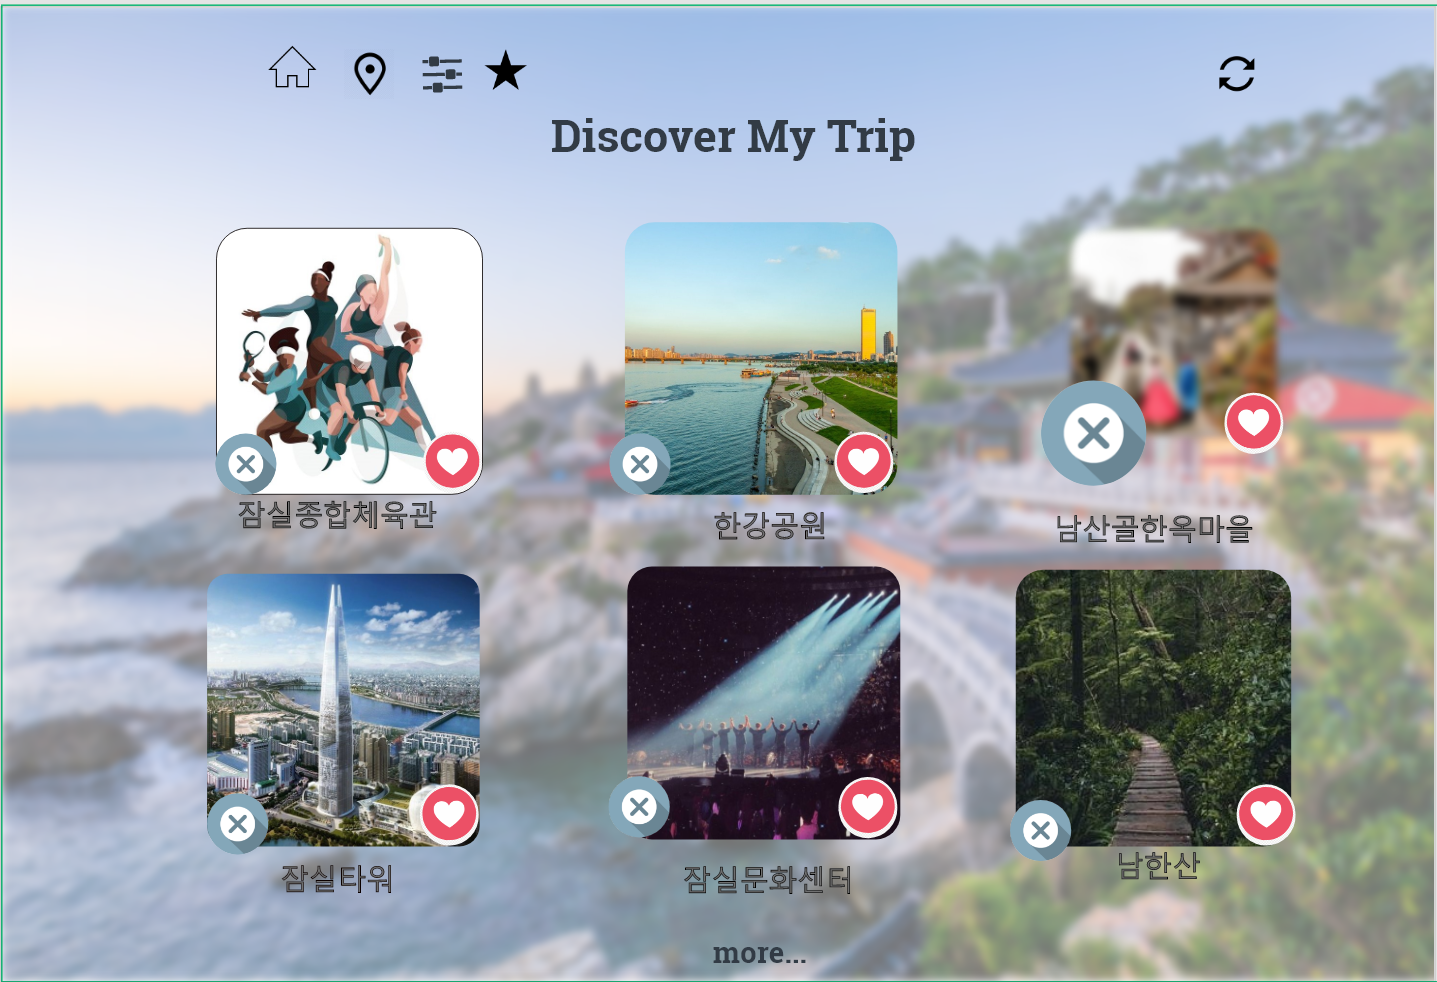 Discover My Trip
잠실종합체육관
한강공원
남산골한옥마을
잠실타워
잠실문화센터
남한산
more...